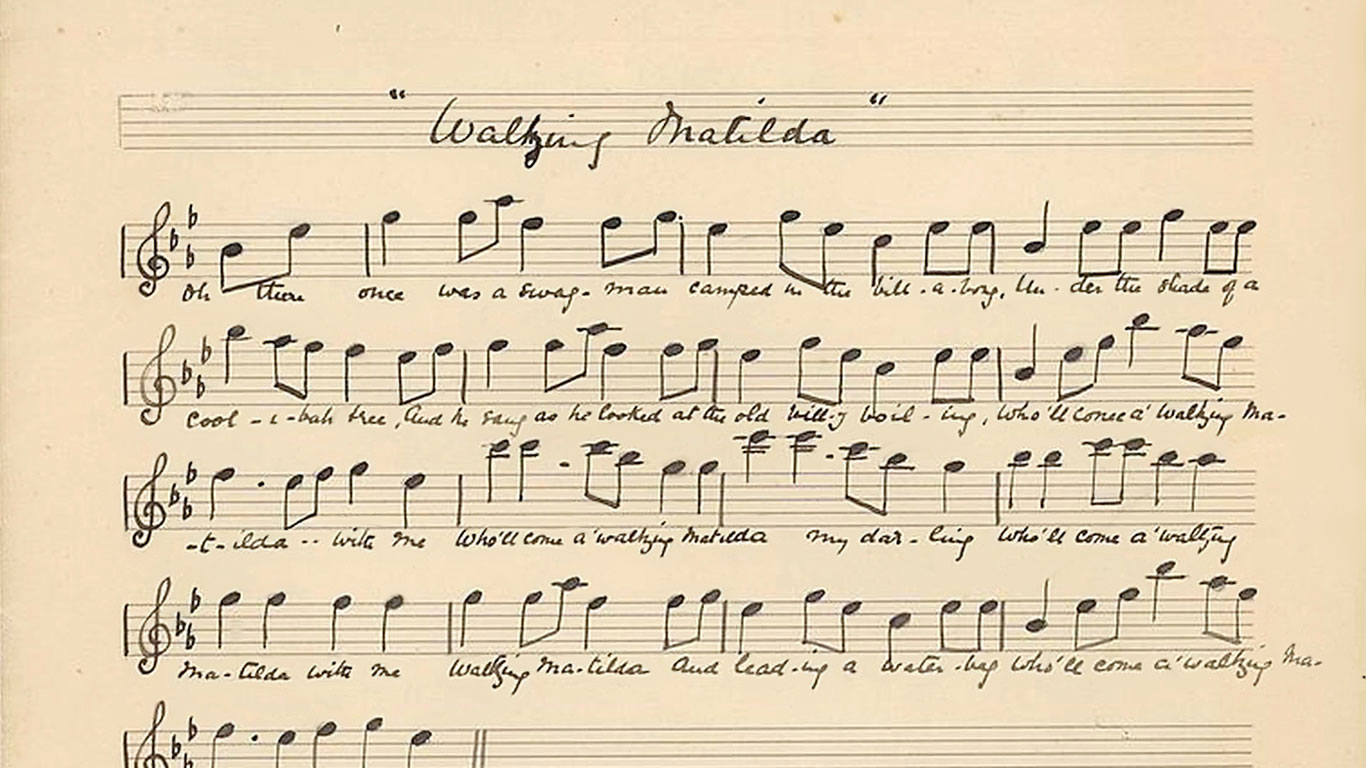 " Waltzing Matilda "
Oh there once was a swag-man camped in the bill-a-bong, Un-der the shade of a
cool-i-bah tree, And he sang as he looked at the old bill-y boil-ing, who'll come a' waltzing Ma-
-t-ilda -- with me Who'll come a' waltzing Matilda my dar-ling Who'll come a' waltzing
Ma-tilda with me Waltzing Ma-tilda And lead-ing a water-bag who'll come a' waltzing Ma-